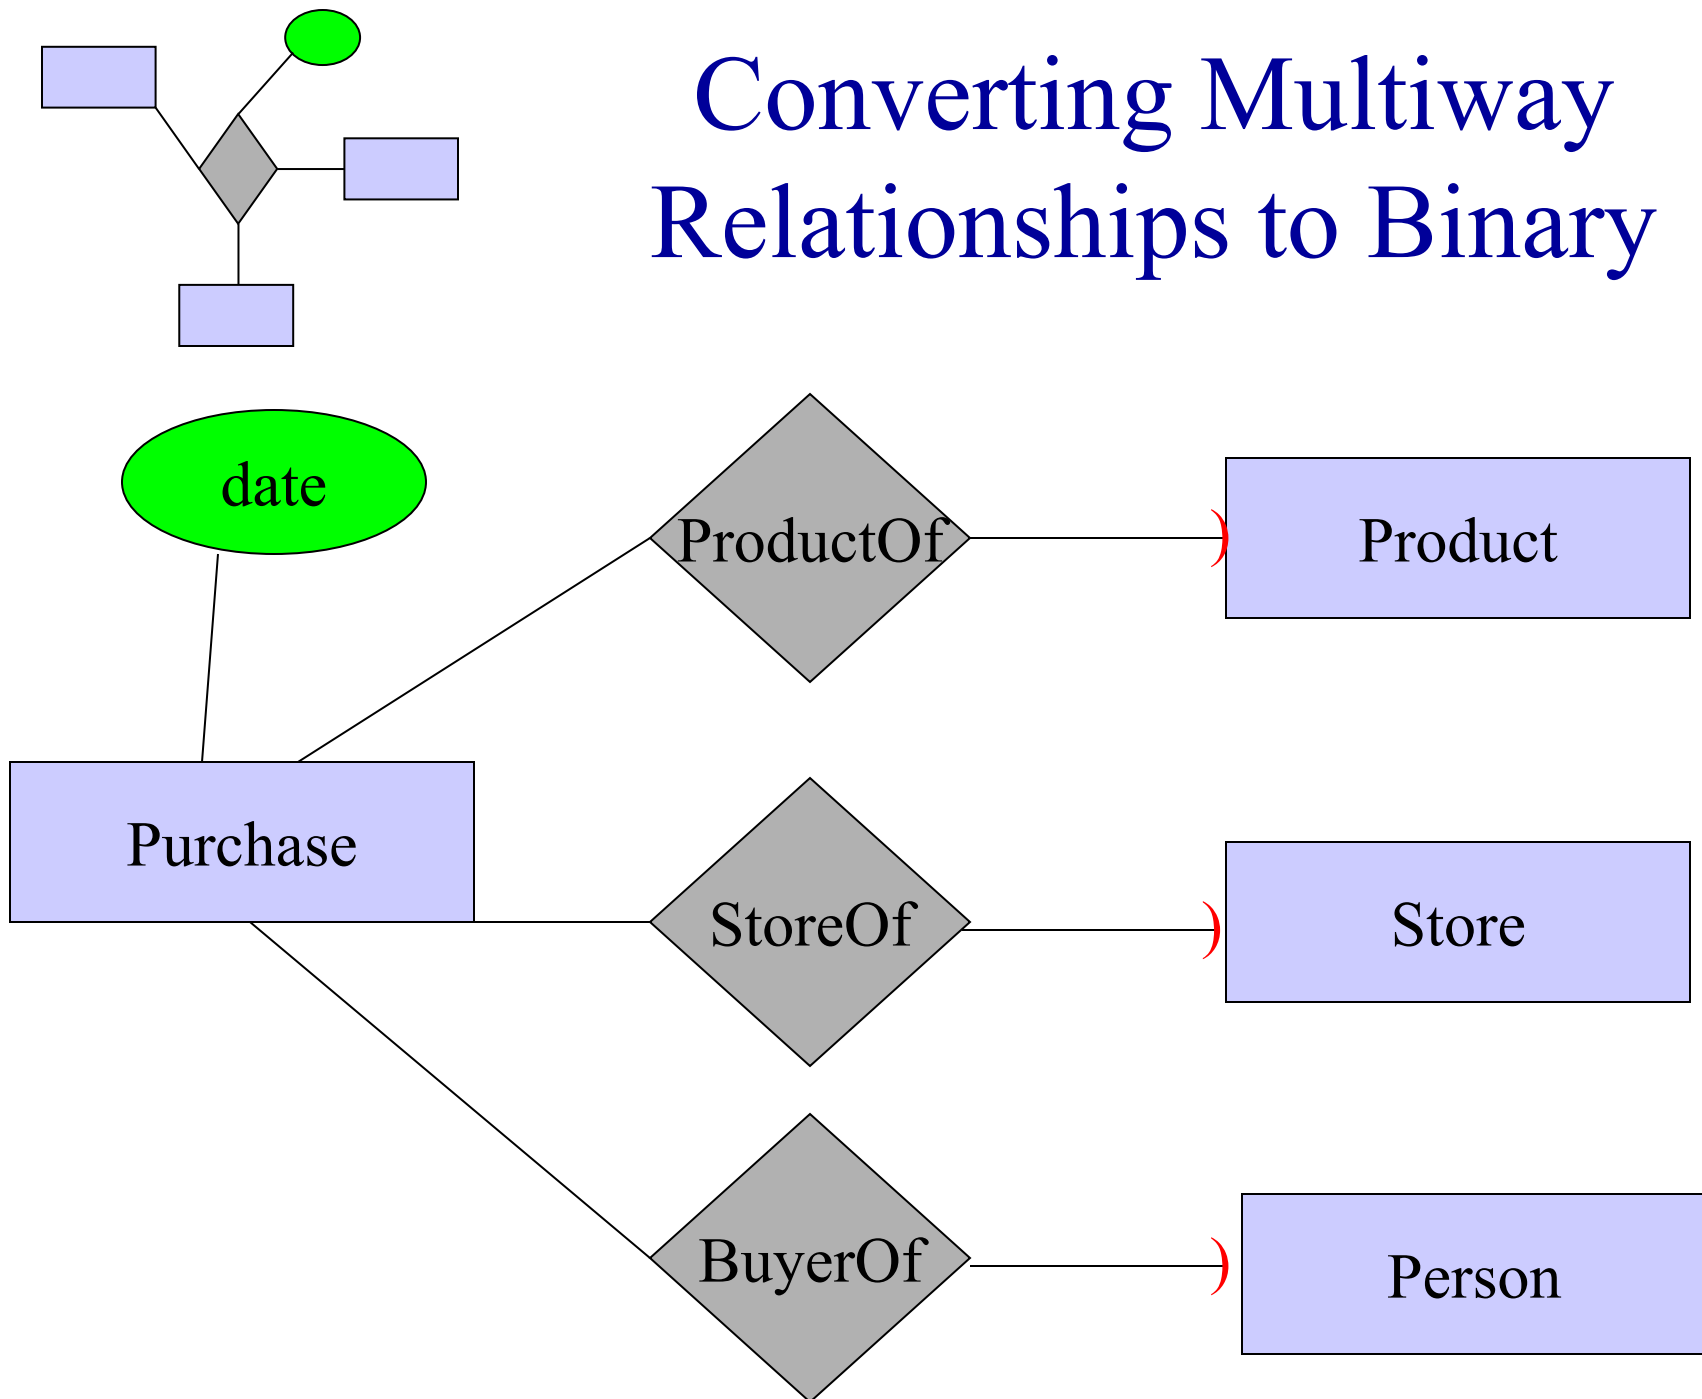 Converting Multiway
Relationships to Binary
date
ProductOf
Product
Purchase
StoreOf
Store
BuyerOf
Person